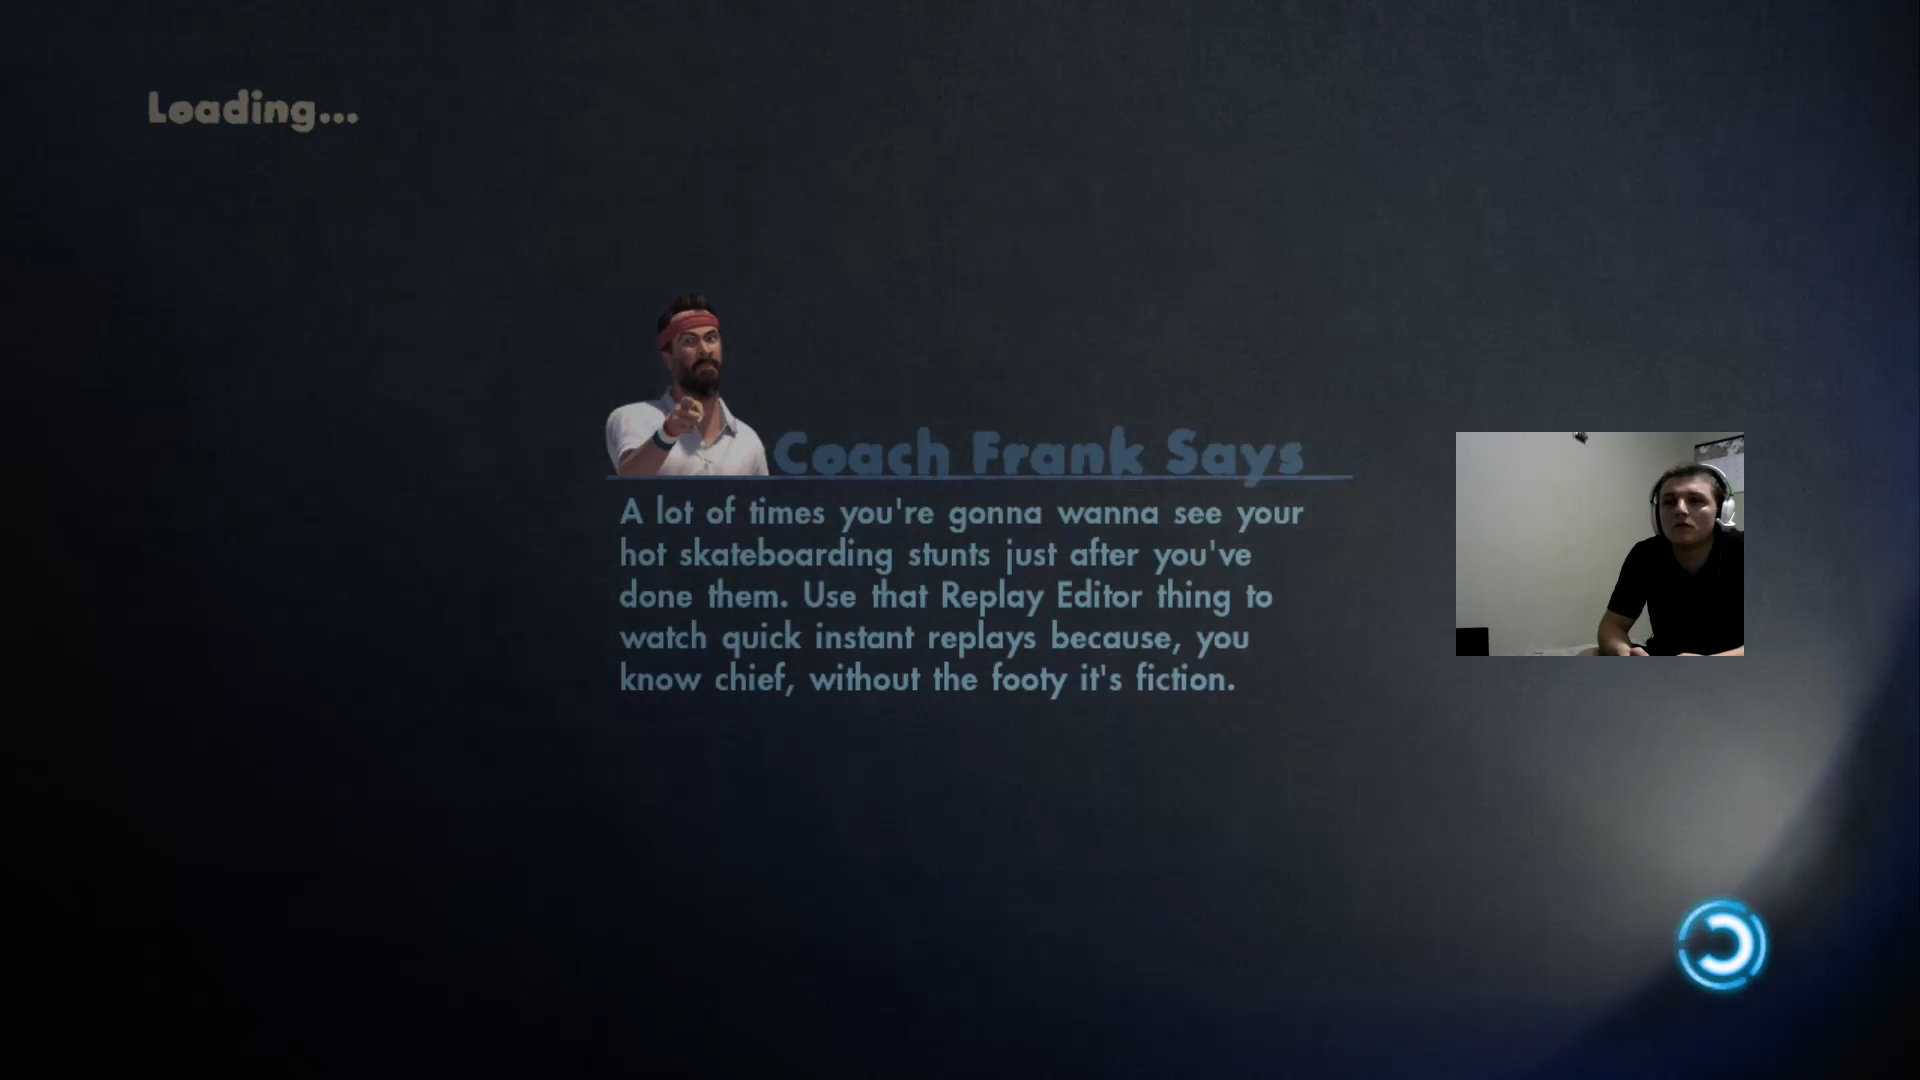 Loading...
Coach Frank Says
A lot of times you're gonna wanna see your
hot skateboarding stunts just after you've
done them. Use that Replay Editor thing to
watch quick instant replays because, you
know chief, without the footy it's fiction.